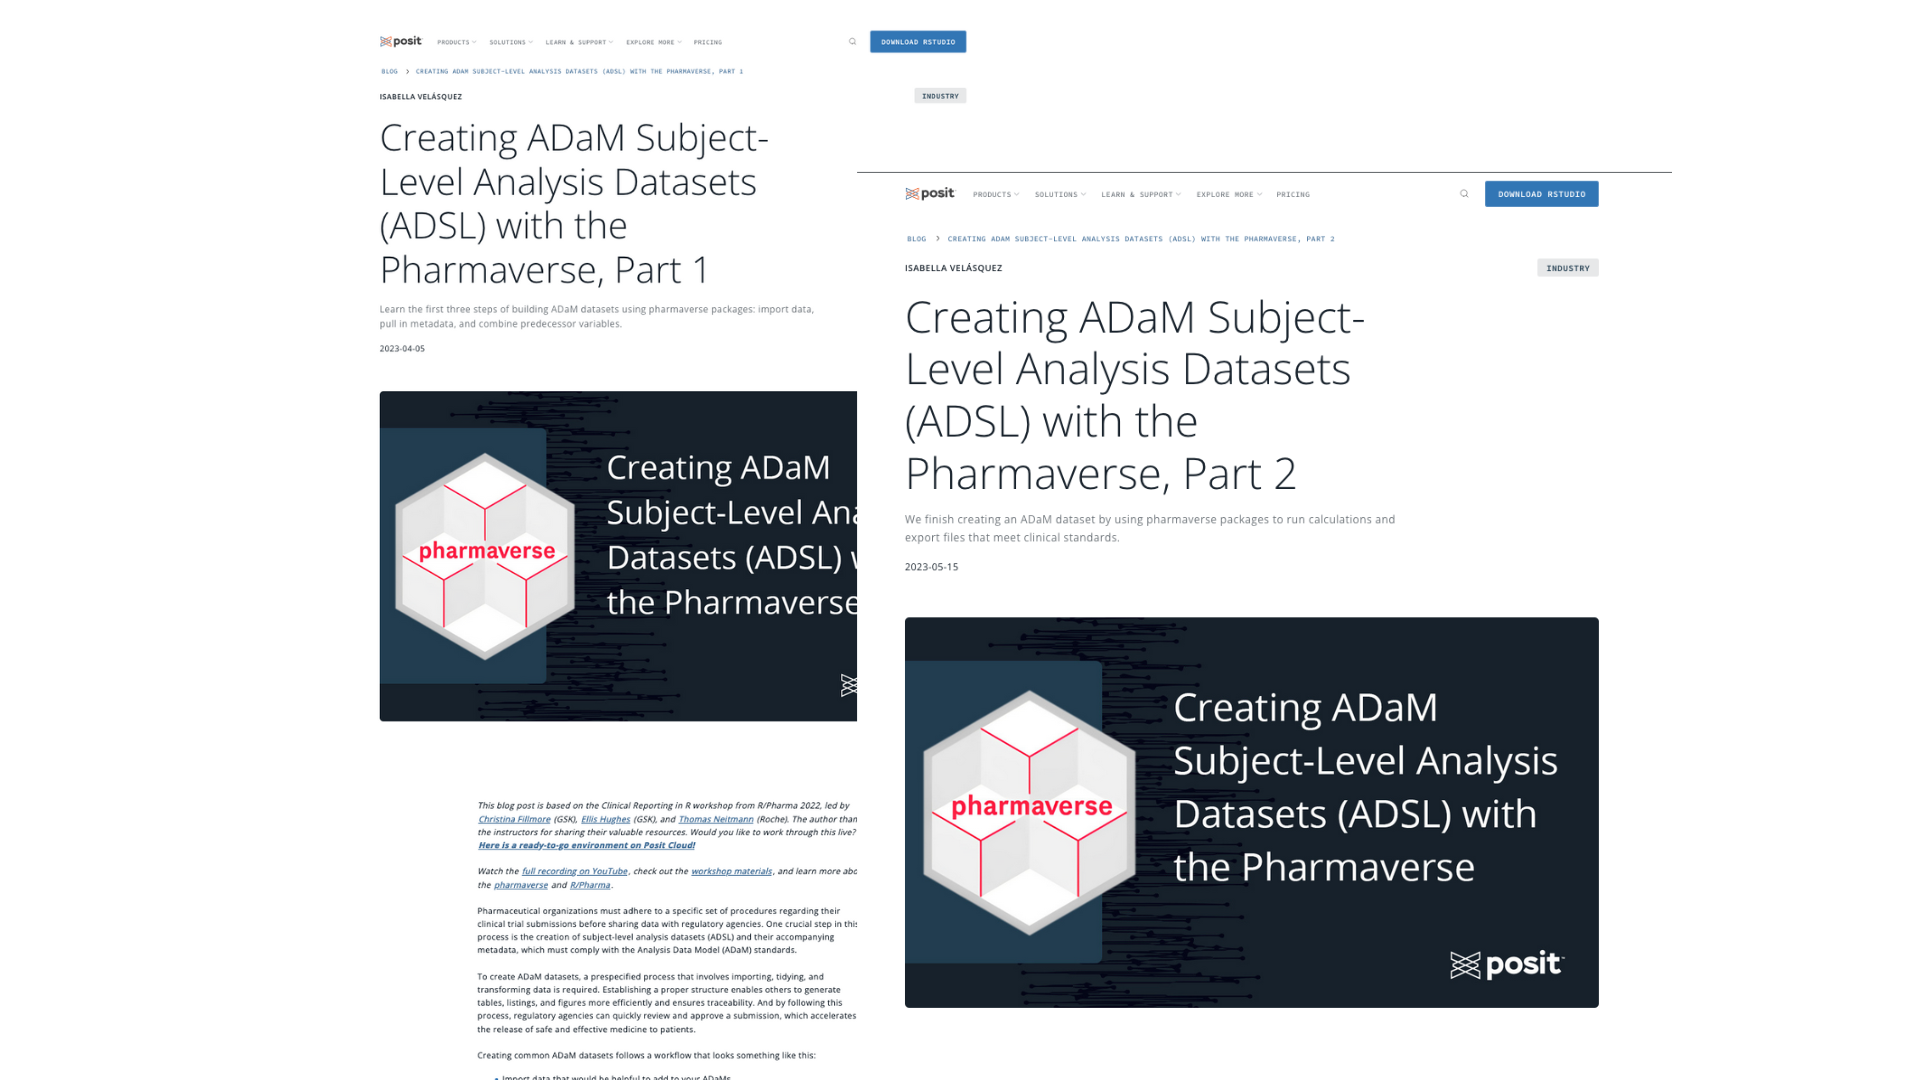 posit PRODUCTS SOLUTIONS LEARN & SUPPORT EXPLORE MORE PRICING DOWNLOAD RSTUDIO
BLOG > CREATING ADAM SUBJECT-LEVEL ANALYSIS DATASETS (ADSL) WITH THE PHARMAVERSE, PART 1
ISABELLA VELÁSQUEZ INDUSTRY
Creating ADaM Subject-
Level Analysis Datasets
(ADSL) with the
Pharmaverse, Part 1
Learn the first three steps of building ADaM datasets using pharmaverse packages: import data,
pull in metadata, and combine predecessor variables.
2023-04-05
pharmaverse
Creating ADaM
Subject-Level Ana
Datasets (ADSL) w
the Pharmaverse
This blog post is based on the Clinical Reporting in R workshop from R/Pharma 2022, led by
Christina Fillmore (GSK), Ellis Hughes (GSK), and Thomas Neitmann (Roche). The author than
the instructors for sharing their valuable resources. Would you like to work through this live?
Here is a ready-to-go environment on Posit Cloud!
Watch the full recording on YouTube, check out the workshop materials, and learn more abo
the pharmaverse and R/Pharma.
Pharmaceutical organizations must adhere to a specific set of procedures regarding their
clinical trial submissions before sharing data with regulatory agencies. One crucial step in this
process is the creation of subject-level analysis datasets (ADSL) and their accompanying
metadata, which must comply with the Analysis Data Model (ADaM) standards.
To create ADaM datasets, a prespecified process that involves importing, tidying, and
transforming data is required. Establishing a proper structure enables others to generate
tables, listings, and figures more efficiently and ensures traceability. And by following this
process, regulatory agencies can quickly review and approve a submission, which accelerates
the release of safe and effective medicine to patients.
Creating common ADaM datasets follows a workflow that looks something like this:
• Import data that would be helpful to add to your ADaMs
posit PRODUCTS SOLUTIONS LEARN & SUPPORT EXPLORE MORE PRICING DOWNLOAD RSTUDIO
BLOG > CREATING ADAM SUBJECT-LEVEL ANALYSIS DATASETS (ADSL) WITH THE PHARMAVERSE, PART 2
ISABELLA VELÁSQUEZ INDUSTRY
Creating ADaM Subject-
Level Analysis Datasets
(ADSL) with the
Pharmaverse, Part 2
We finish creating an ADaM dataset by using pharmaverse packages to run calculations and
export files that meet clinical standards.
2023-05-15
pharmaverse
Creating ADaM
Subject-Level Analysis
Datasets (ADSL) with
the Pharmaverse
posit